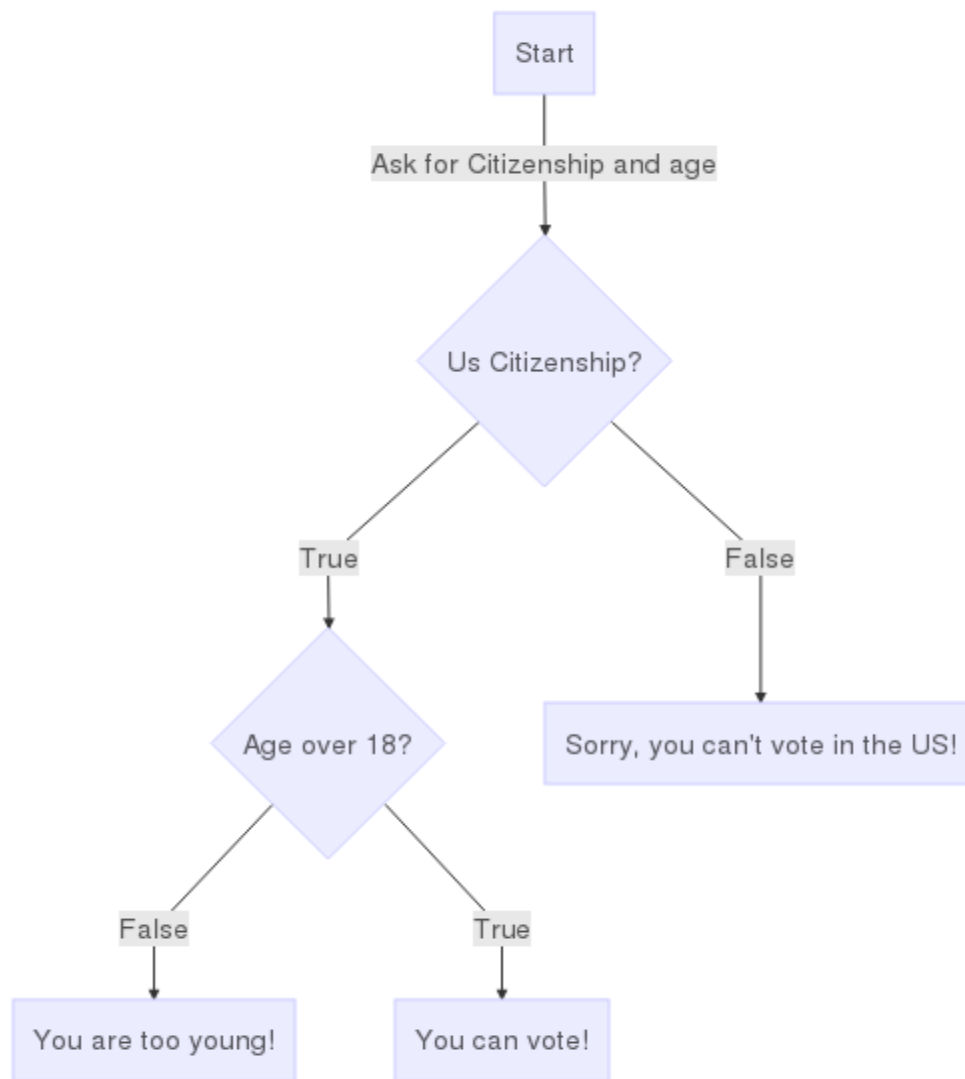 Start
Ask for Citizenship and age
Us Citizenship?
True
False
Age over 18?
Sorry, you can't vote in the US!
False
True
You are too young!
You can vote!